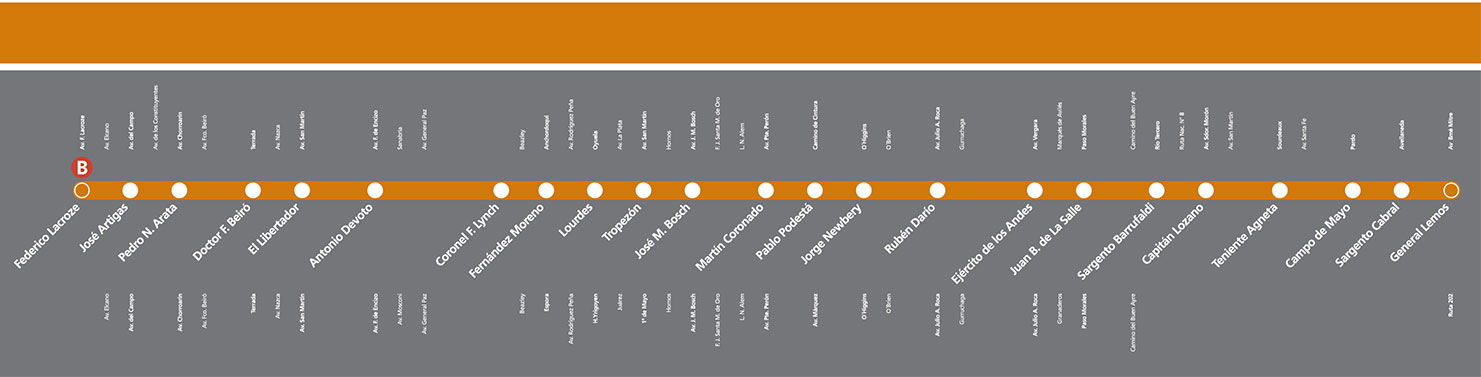 Av. F. Lacroze
Av. Elcano
Av. del Campo
Av. de los Constituyentes
Av. Chorroarin
Av. Fco. Beiró
Terrada
Av. Nazca
Av. San Martín
Av. F. de Enciso
Sanabria
Av. General Paz
Beazley
Anchordoqui
Av. Rodríguez Peña
Oyuela
Av. La Plata
Av. San Martín
Hornos
Av. J. M. Bosch
F. J. Santa M. de Oro
L. N. Alem
Av. Pte. Perón
Camino de Cintura
O'Higgins
O'Brien
Av. Julio A. Roca
Gurruchaga
Av. Vergara
Marqués de Avilés
Paso Morales
Camino del Buen Ayre
Río Tercero
Ruta Nac. N° 8
Av. Sdor. Morón
Av. San Martín
Sourdeaux
Av. Santa Fe
Pardo
Avellaneda
Av. Bmé Mitre
B
Federico Lacroze
José Artigas
Pedro N. Arata
Doctor F. Beiró
El Libertador
Antonio Devoto
Coronel F. Lynch
Fernández Moreno
Lourdes
Tropezón
José M. Bosch
Martín Coronado
Pablo Podestá
Jorge Newbery
Rubén Darío
Ejército de los Andes
Juan B. de La Salle
Sargento Barrufaldi
Capitán Lozano
Teniente Agneta
Campo de Mayo
Sargento Cabral
General Lemos
Av. Elcano
Av. del Campo
Av. Chorroarin
Av. Fco. Beiró
Terrada
Av. Nazca
Av. San Martín
Av. F. de Enciso
Av. Mosconi
Av. General Paz
Beazley
Espora
Av. Rodríguez Peña
H. Yrigoyen
Juárez
1° de Mayo
Hornos
Av. J. M. Bosch
F. J. Santa M. de Oro
L. N. Alem
Av. Pte. Perón
Av. Márquez
O'Higgins
O'Brien
Av. Julio A. Roca
Gurruchaga
Av. Julio A. Roca
Granaderos
Paso Morales
Camino del Buen Ayre
Ruta 202